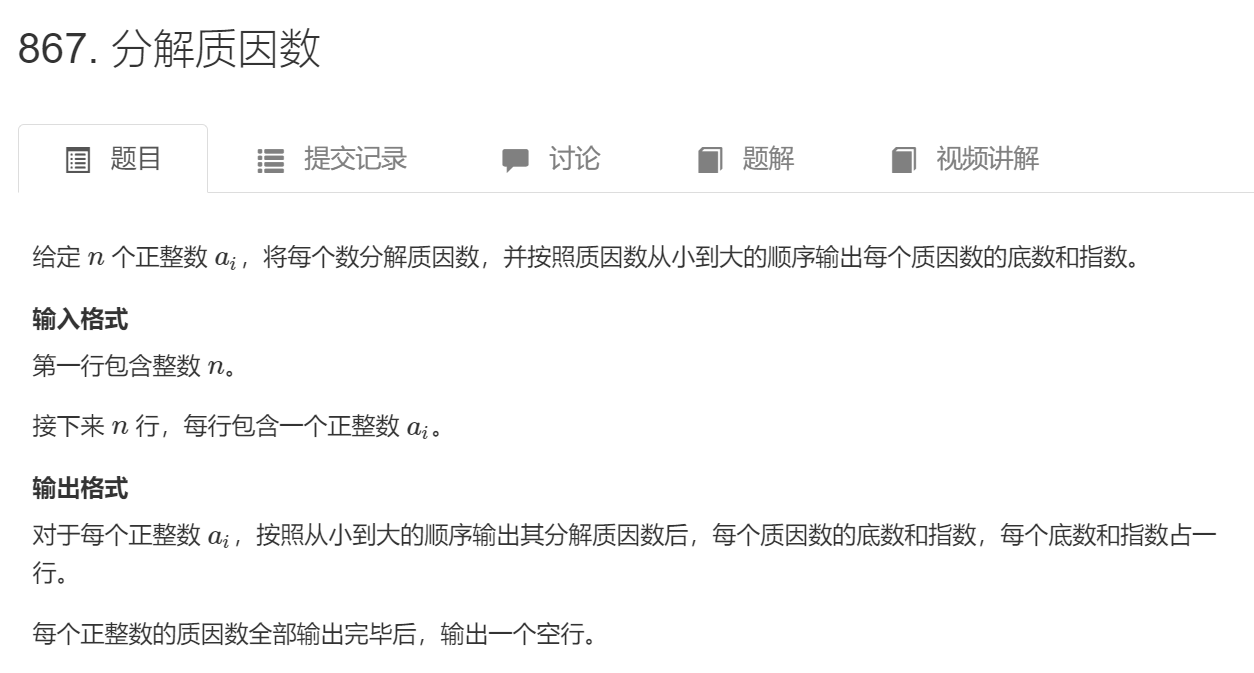 867. 分解质因数
题目 提交记录 讨论 题解 视频讲解
给定 n 个正整数 aᵢ，将每个数分解质因数，并按照质因数从小到大的顺序输出每个质因数的底数和指数。
输入格式
第一行包含整数 n。
接下来 n 行，每行包含一个正整数 aᵢ。
输出格式
对于每个正整数 aᵢ，按照从小到大的顺序输出其分解质因数后，每个质因数的底数和指数，每个底数和指数占一
行。
每个正整数的质因数全部输出完毕后，输出一个空行。